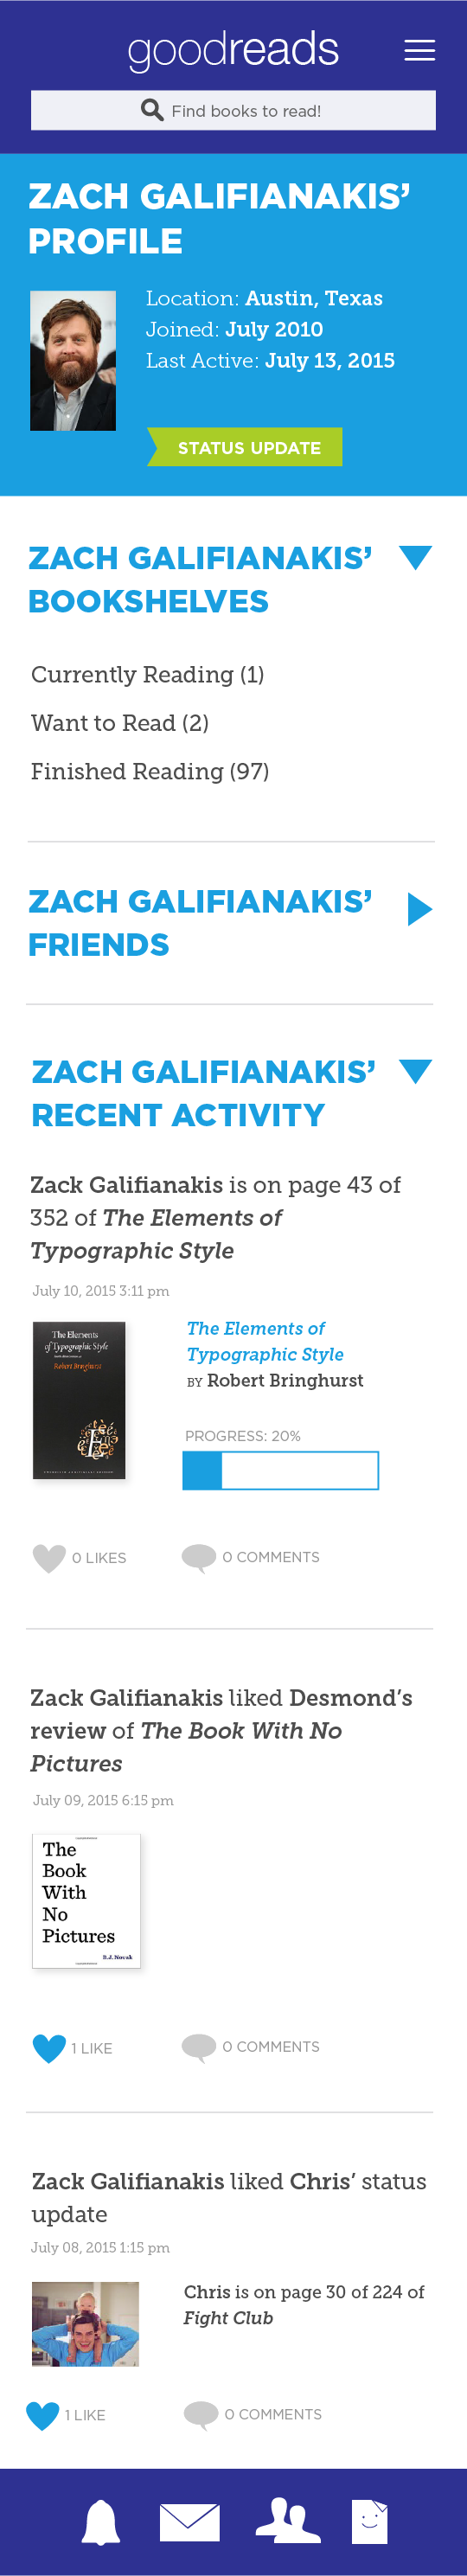 goodreads
Find books to read!
ZACH GALIFIANAKIS’
PROFILE
Location: Austin, Texas
Joined: July 2010
Last Active: July 13, 2015
STATUS UPDATE
ZACH GALIFIANAKIS’
BOOKSHELVES
Currently Reading (1)
Want to Read (2)
Finished Reading (97)
ZACH GALIFIANAKIS’
FRIENDS
ZACH GALIFIANAKIS’
RECENT ACTIVITY
Zack Galifianakis is on page 43 of
352 of The Elements of
Typographic Style
July 10, 2015 3:11 pm
The Elements
of Typographic Style
Robert Bringhurst
The Elements of
Typographic Style
BY Robert Bringhurst
PROGRESS: 20%
0 LIKES
0 COMMENTS
Zack Galifianakis liked Desmond’s
review of The Book With No
Pictures
July 09, 2015 6:15 pm
The
Book
With
No
Pictures
B.J. Novak
1 LIKE
0 COMMENTS
Zack Galifianakis liked Chris’ status
update
July 08, 2015 1:15 pm
Chris is on page 30 of 224 of
Fight Club
1 LIKE
0 COMMENTS